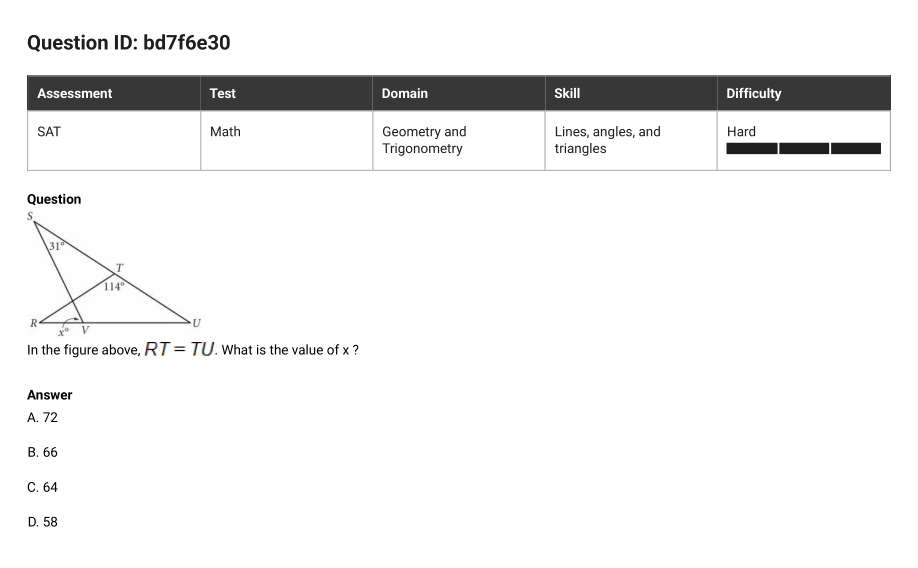 Question ID: bd7f6e30
Assessment Test Domain Skill Difficulty
SAT Math Geometry and Trigonometry Lines, angles, and triangles Hard
Question
S
31°
T
114°
R
x°
V
U
In the figure above, RT = TU. What is the value of x ?
Answer
A. 72
B. 66
C. 64
D. 58